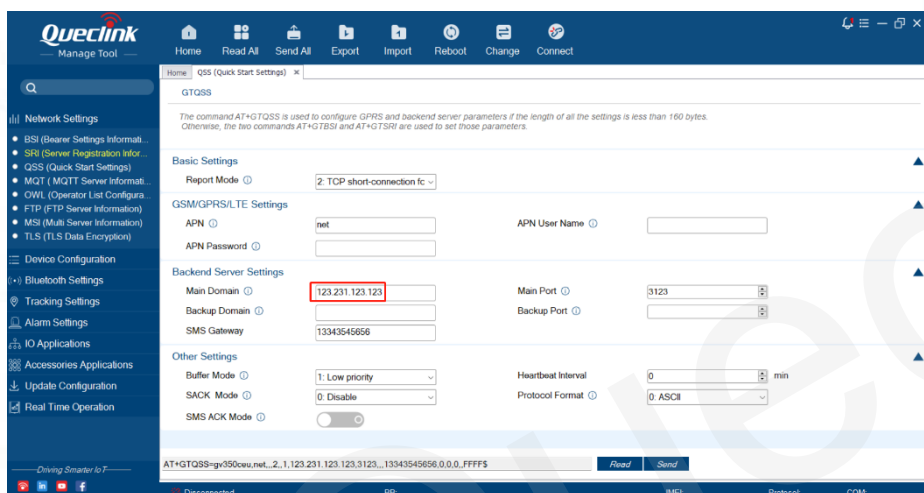 Queclink
Manage Tool
Home
Read All
Send All
Export
Import
Reboot
Change
Connect
Home
QSS (Quick Start Settings)
GTQSS
The command AT+GTQSS is used to configure GPRS and backend server parameters if the length of all the settings is less than 160 bytes.
Otherwise, the two commands AT+GTBSI and AT+GTSRI are used to set those parameters.
Network Settings
BSI (Bearer Settings Informati...
SRI (Server Registration Infor...
QSS (Quick Start Settings)
MQT ( MQTT Server Informati...
OWL (Operator List Configura...
FTP (FTP Server Information)
MSI (Multi Server Information)
TLS (TLS Data Encryption)
Device Configuration
Bluetooth Settings
Tracking Settings
Alarm Settings
IO Applications
Accessories Applications
Update Configuration
Real Time Operation
Driving Smarter IoT
Basic Settings
Report Mode
2: TCP short-connection fc
GSM/GPRS/LTE Settings
APN
net
APN User Name
APN Password
Backend Server Settings
Main Domain
123.231.123.123
Main Port
3123
Backup Domain
Backup Port
SMS Gateway
13343545656
Other Settings
Buffer Mode
1: Low priority
Heartbeat Interval
0
min
SACK Mode
0: Disable
Protocol Format
0: ASCII
SMS ACK Mode
AT+GTQSS=gv350ceu,net,,,2,,1,123.231.123.123,3123,,,13343545656,0,0,0,,FFFF$
Read
Send
Disconnected
IMEI:
Protocol:
COM: